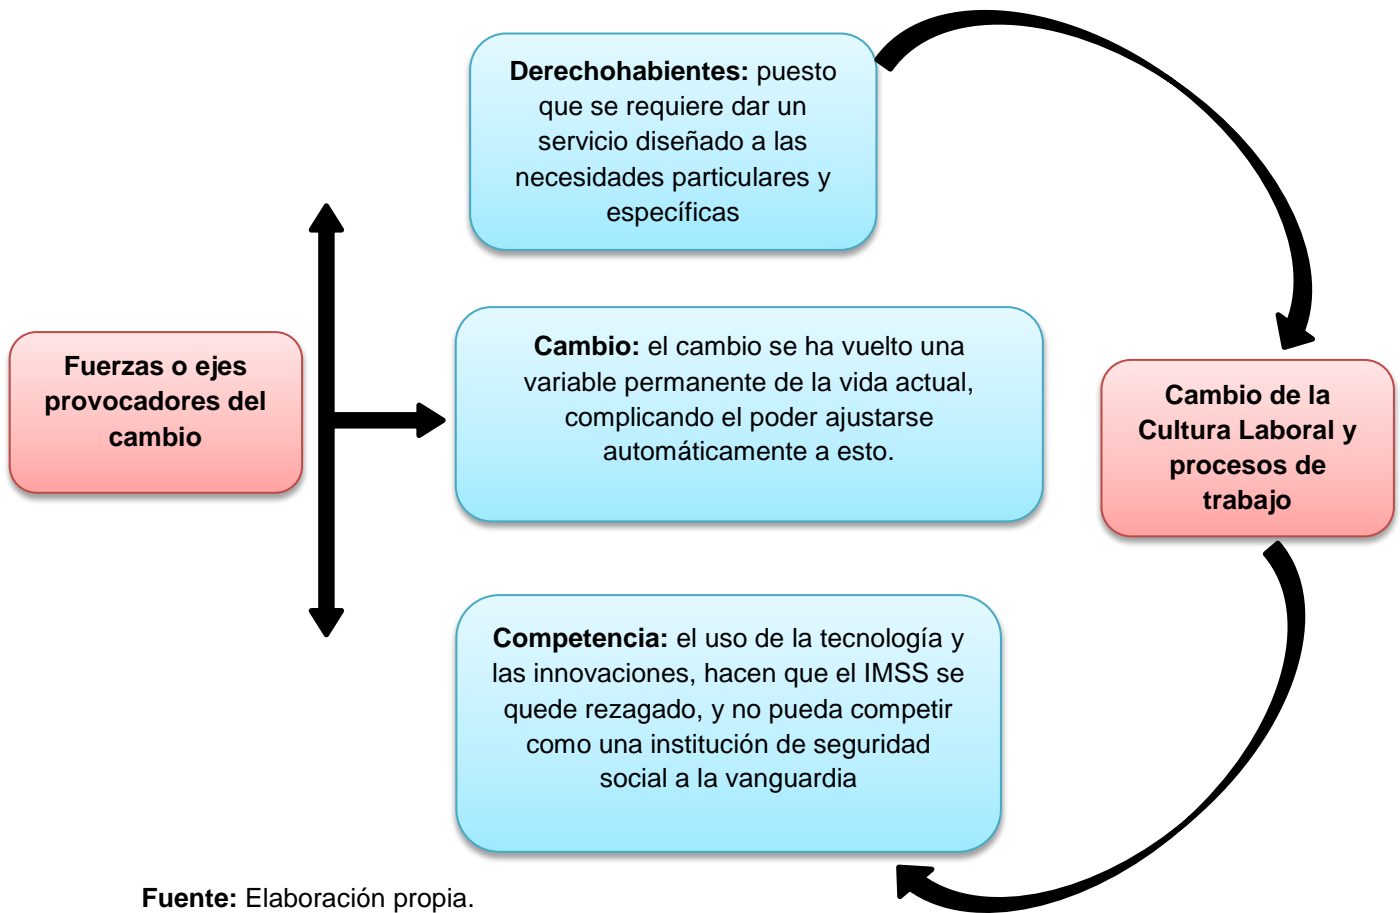 Derechohabientes: puesto
que se requiere dar un
servicio diseñado a las
necesidades particulares y
específicas
Fuerzas o ejes
provocadores del
cambio
Cambio: el cambio se ha vuelto una
variable permanente de la vida actual,
complicando el poder ajustarse
automáticamente a esto.
Cambio de la
Cultura Laboral y
procesos de
trabajo
Competencia: el uso de la tecnología y
las innovaciones, hacen que el IMSS se
quede rezagado, y no pueda competir
como una institución de seguridad
social a la vanguardia
Fuente: Elaboración propia.